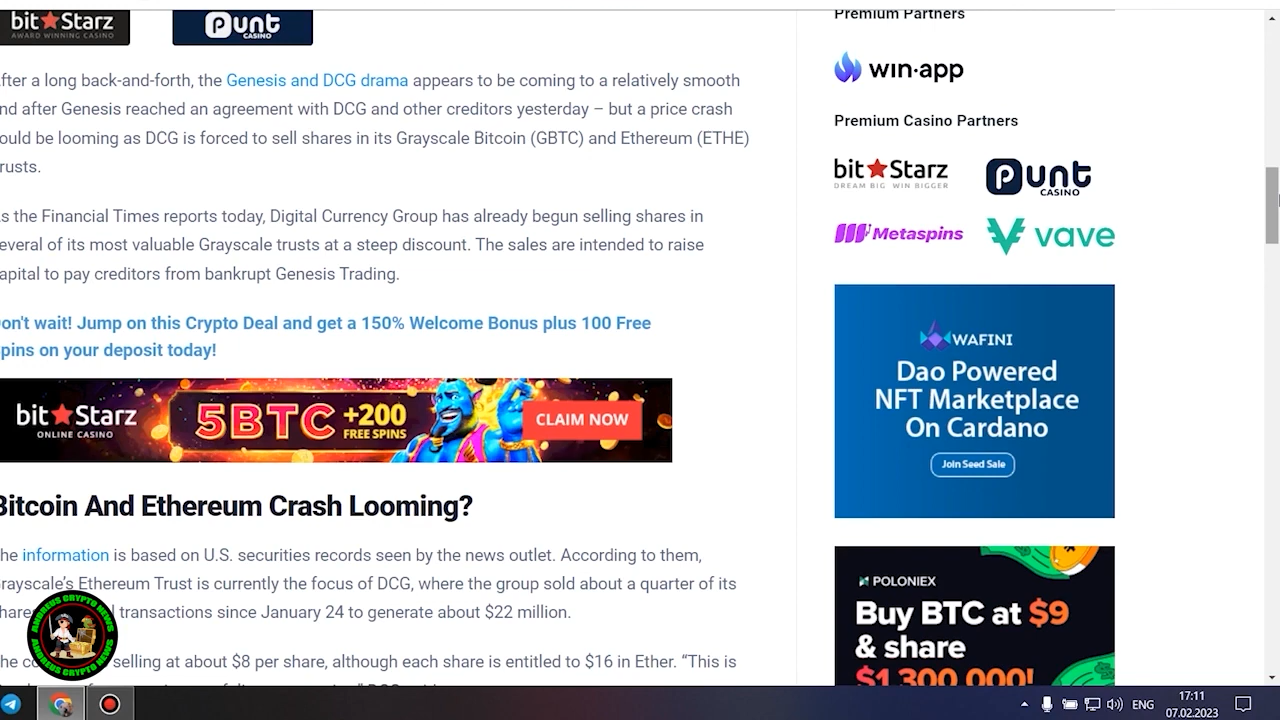 bit★Starz
AWARD WINNING CASINO
Punt
CASINO
fter a long back-and-forth, the Genesis and DCG drama appears to be coming to a relatively smooth
nd after Genesis reached an agreement with DCG and other creditors yesterday – but a price crash
ould be looming as DCG is forced to sell shares in its Grayscale Bitcoin (GBTC) and Ethereum (ETHE)
rusts.
s the Financial Times reports today, Digital Currency Group has already begun selling shares in
everal of its most valuable Grayscale trusts at a steep discount. The sales are intended to raise
apital to pay creditors from bankrupt Genesis Trading.
on't wait! Jump on this Crypto Deal and get a 150% Welcome Bonus plus 100 Free
pins on your deposit today!
bit★Starz
ONLINE CASINO
5BTC +200
FREE SPINS
CLAIM NOW
Bitcoin And Ethereum Crash Looming?
he information is based on U.S. securities records seen by the news outlet. According to them,
rayscale's Ethereum Trust is currently the focus of DCG, where the group sold about a quarter of its
hare transactions since January 24 to generate about $22 million.
he co selling at about $8 per share, although each share is entitled to $16 in Ether. “This is
ANDREUS CRYPTO NEWS
ANDREUS CRYPTO NEWS
Premium Partners
win·app
Premium Casino Partners
bit★Starz
DREAM BIG WIN BIGGER
Punt
CASINO
Metaspins
vave
WAFINI
Dao Powered
NFT Marketplace
On Cardano
Join Seed Sale
POLONIEX
Buy BTC at $9
& share
$1,300,000!
ENG
17:11
07.02.2023